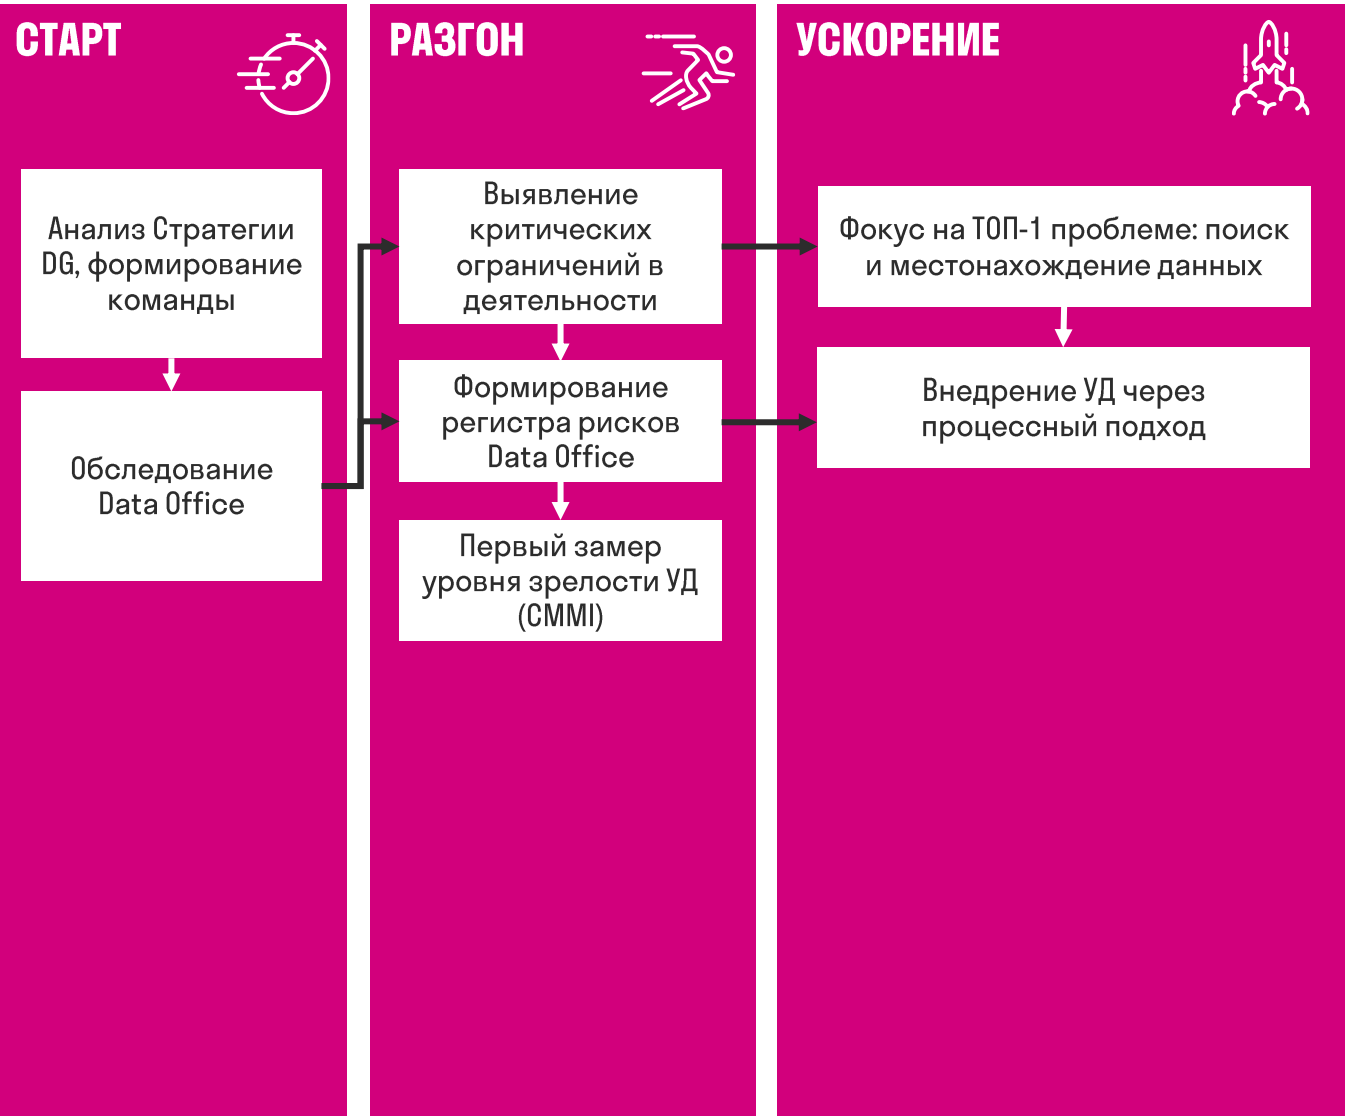 СТАРТ
Анализ Стратегии
DG, формирование
команды
Обследование
Data Office
РАЗГОН
Выявление
критических
ограничений в
деятельности
Формирование
регистра рисков
Data Office
Первый замер
уровня зрелости УД
(CMMI)
УСКОРЕНИЕ
Фокус на ТОП-1 проблеме: поиск
и местонахождение данных
Внедрение УД через
процессный подход